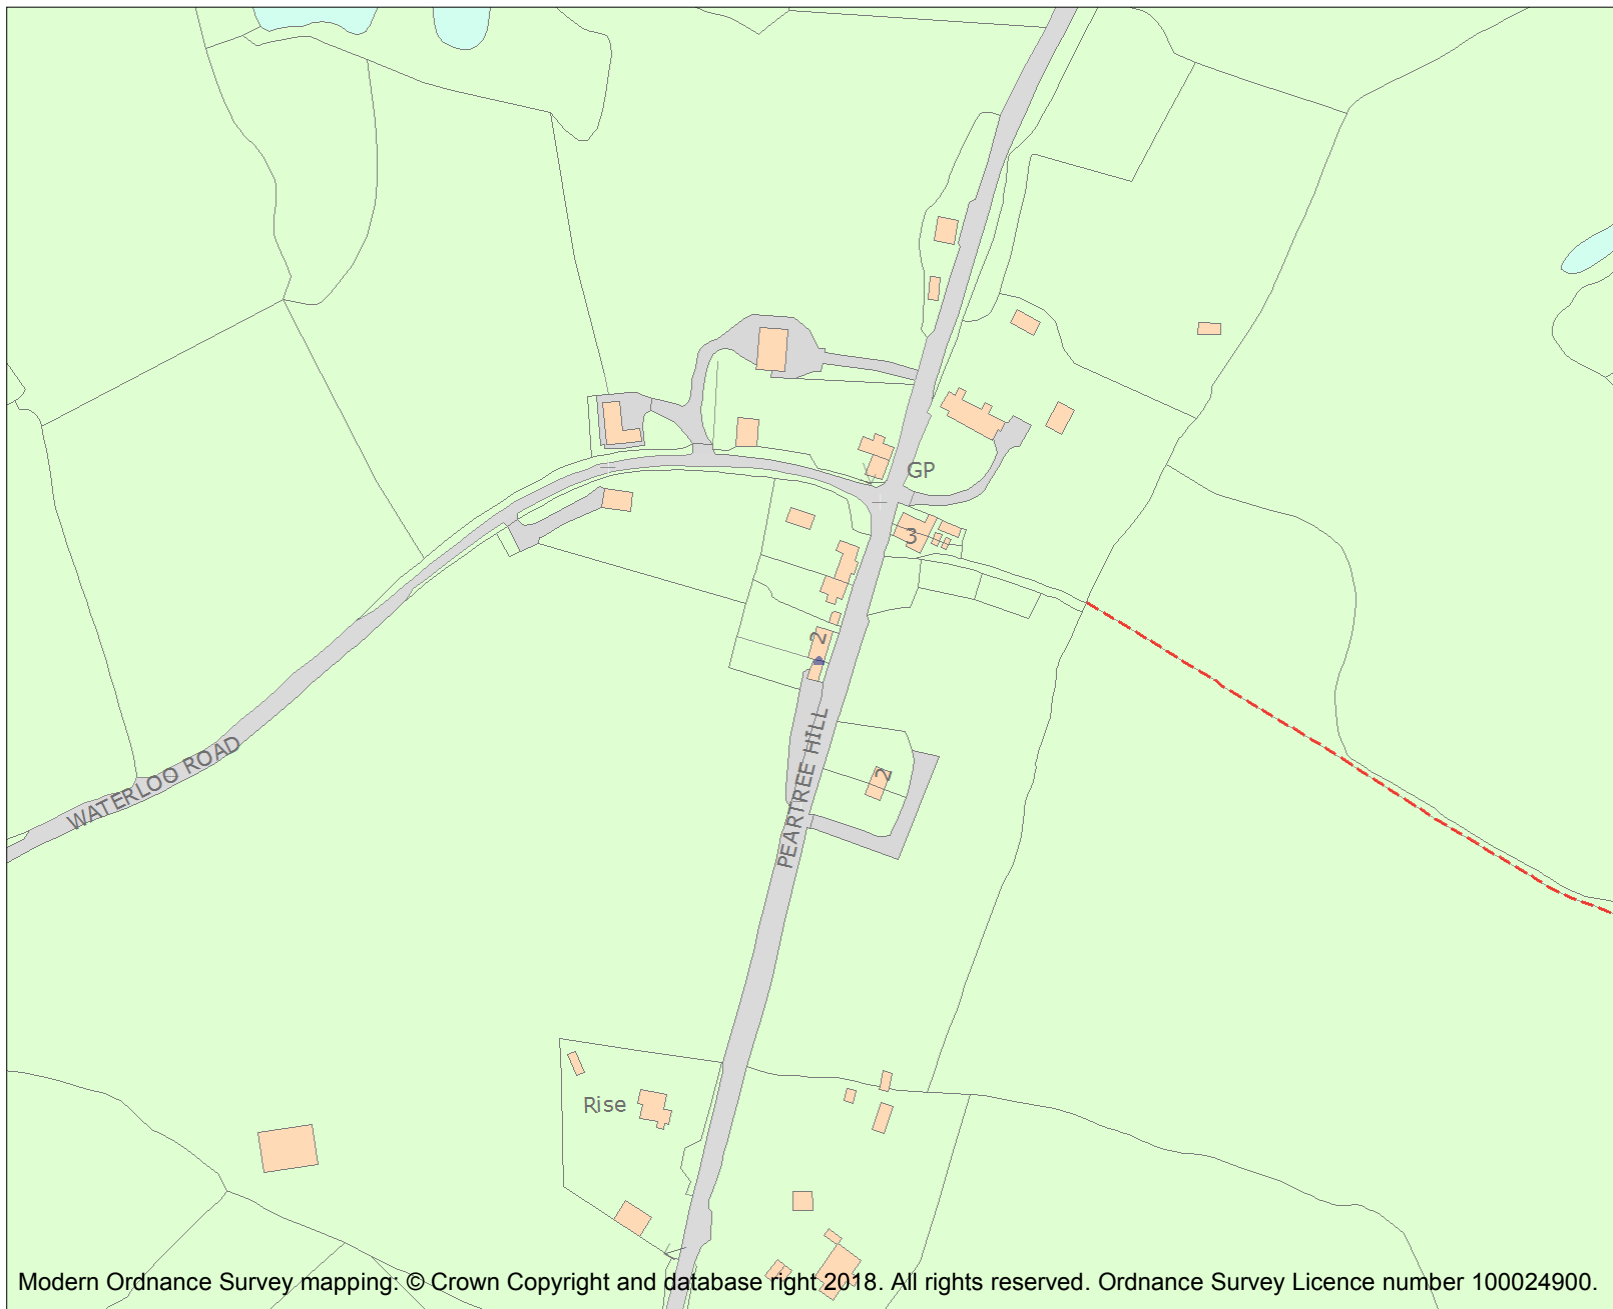 GP
3
2
WATERLOO ROAD
PEARTREE HILL
2
Rise
Modern Ordnance Survey mapping: © Crown Copyright and database right 2018. All rights reserved. Ordnance Survey Licence number 100024900.